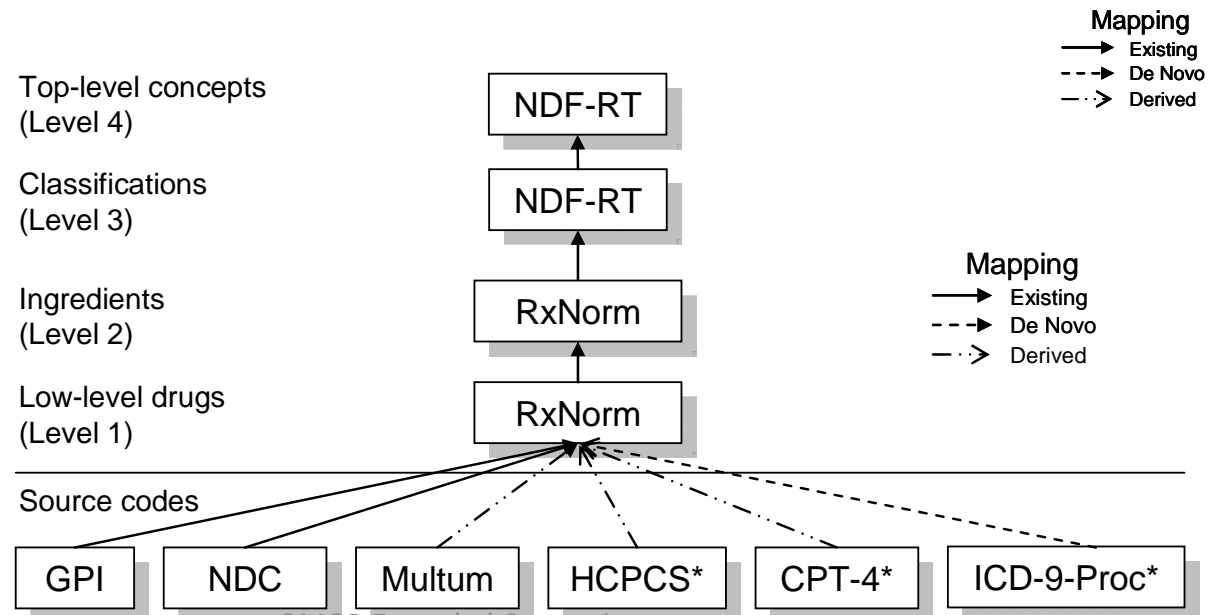 Mapping
Existing
De Novo
Derived
Top-level concepts
(Level 4)
NDF-RT
Classifications
(Level 3)
NDF-RT
Mapping
Existing
De Novo
Derived
Ingredients
(Level 2)
RxNorm
Low-level drugs
(Level 1)
RxNorm
Source codes
GPI
NDC
Multum
HCPCS*
CPT-4*
ICD-9-Proc*